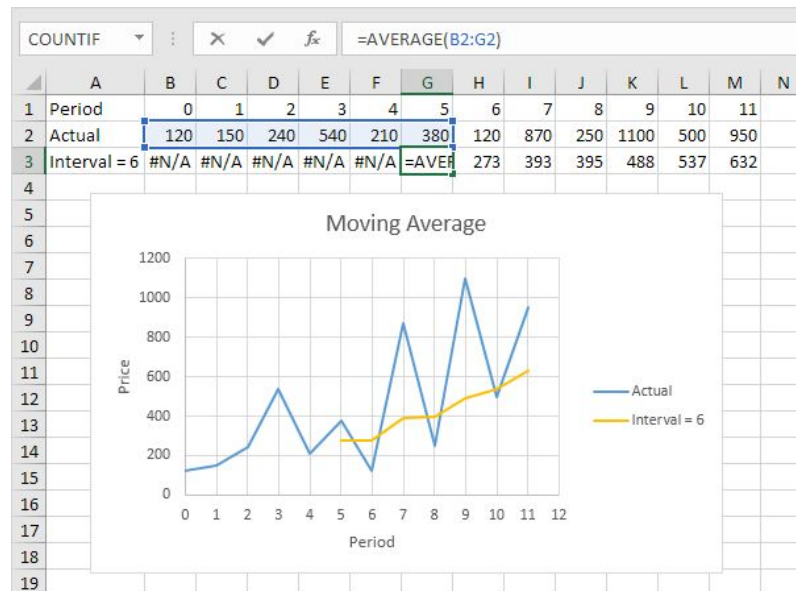 COUNTIF fx =AVERAGE(B2:G2)
A B C D E F G H I J K L M N
1 Period 0 1 2 3 4 5 6 7 8 9 10 11
2 Actual 120 150 240 540 210 380 120 870 250 1100 500 950
3 Interval = 6 #N/A #N/A #N/A #N/A #N/A =AVER 273 393 395 488 537 632
4
5
6
7
8
9
10
11
12
13
14
15
16
17
18
19
Moving Average
1200
1000
800
600
400
200
0
Price
0 1 2 3 4 5 6 7 8 9 10 11 12
Period
Actual
Interval = 6